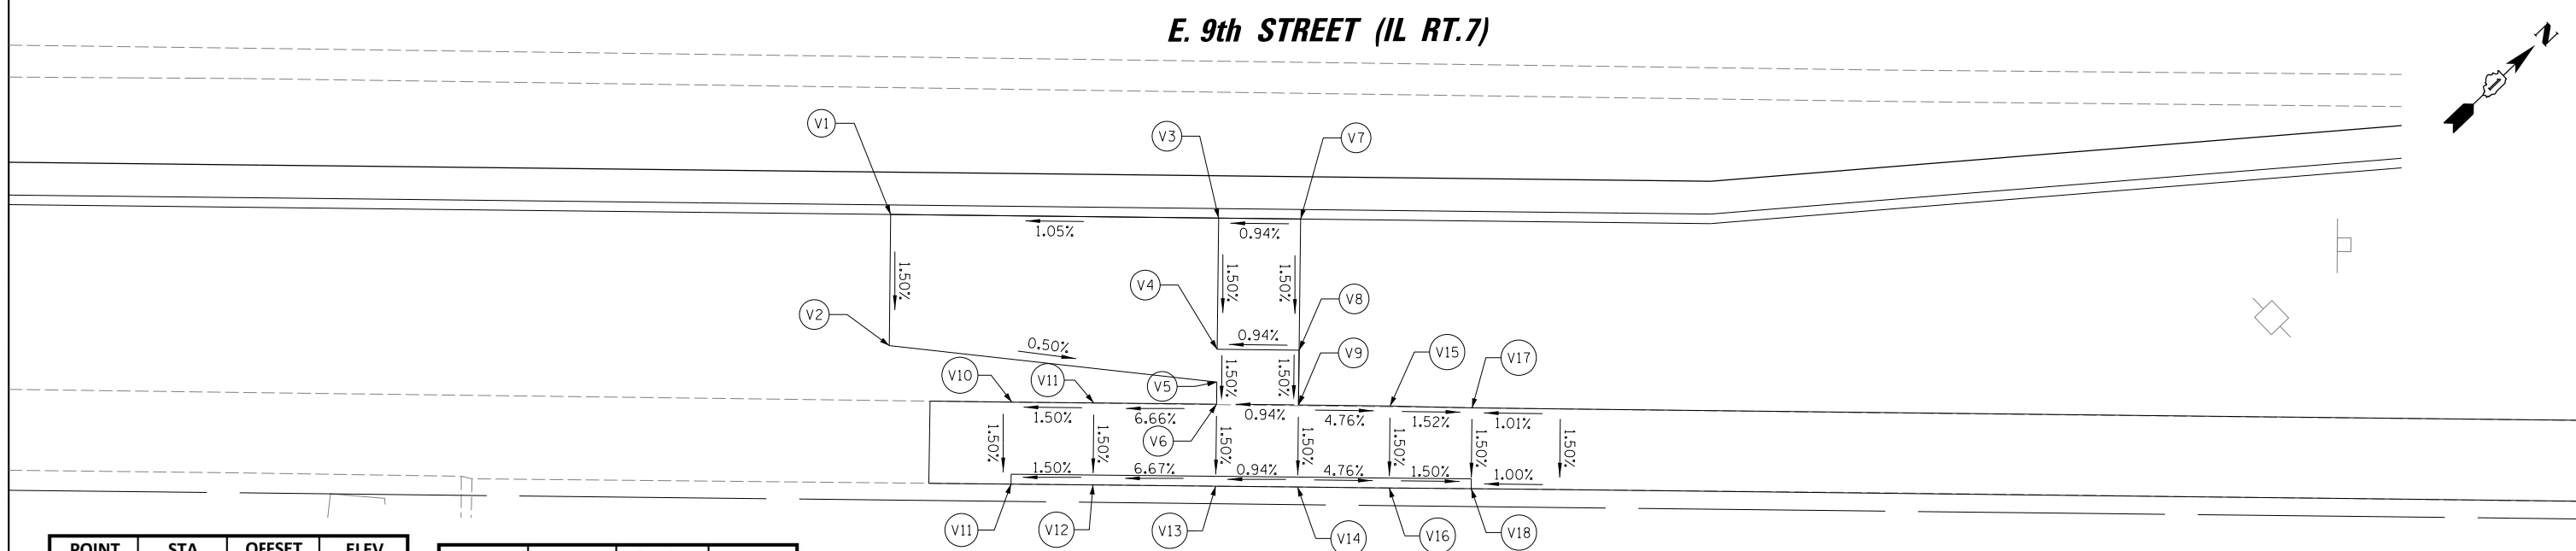 E. 9th STREET (IL RT.7)
N
V1
V3
V7
1.05%
0.94%
1.50%
1.50%
1.50%
V4
V8
V2
0.94%
0.50%
V9
V15
V17
V10
V11
V5
1.50%
1.50%
1.50%
6.66%
0.94%
4.76%
1.52%
1.01%
V6
1.50%
1.50%
1.50%
1.50%
1.50%
1.50%
1.50%
1.50%
6.67%
0.94%
4.76%
1.50%
1.00%
V11
V12
V13
V14
V16
V18
POINT STA OFFSET ELEV